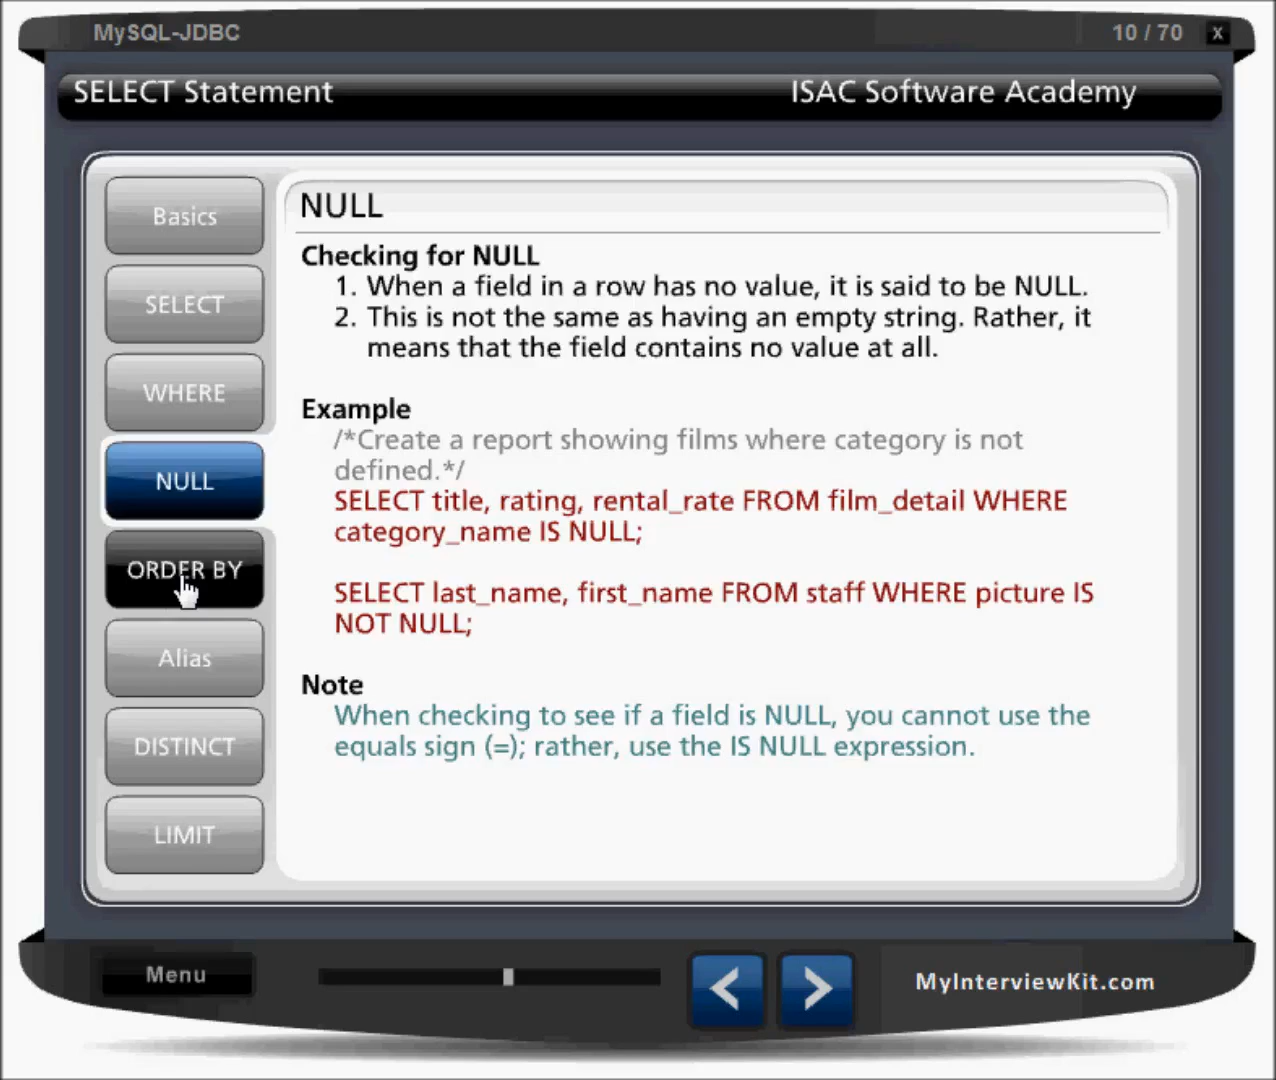 MySQL-JDBC
10 / 70
X
SELECT Statement
ISAC Software Academy
Basics
SELECT
WHERE
NULL
ORDER BY
Alias
DISTINCT
LIMIT
NULL
Checking for NULL
1. When a field in a row has no value, it is said to be NULL.
2. This is not the same as having an empty string. Rather, it
means that the field contains no value at all.
Example
/*Create a report showing films where category is not
defined.*/
SELECT title, rating, rental_rate FROM film_detail WHERE
category_name IS NULL;
SELECT last_name, first_name FROM staff WHERE picture IS
NOT NULL;
Note
When checking to see if a field is NULL, you cannot use the
equals sign (=); rather, use the IS NULL expression.
Menu
< >
MyInterviewKit.com